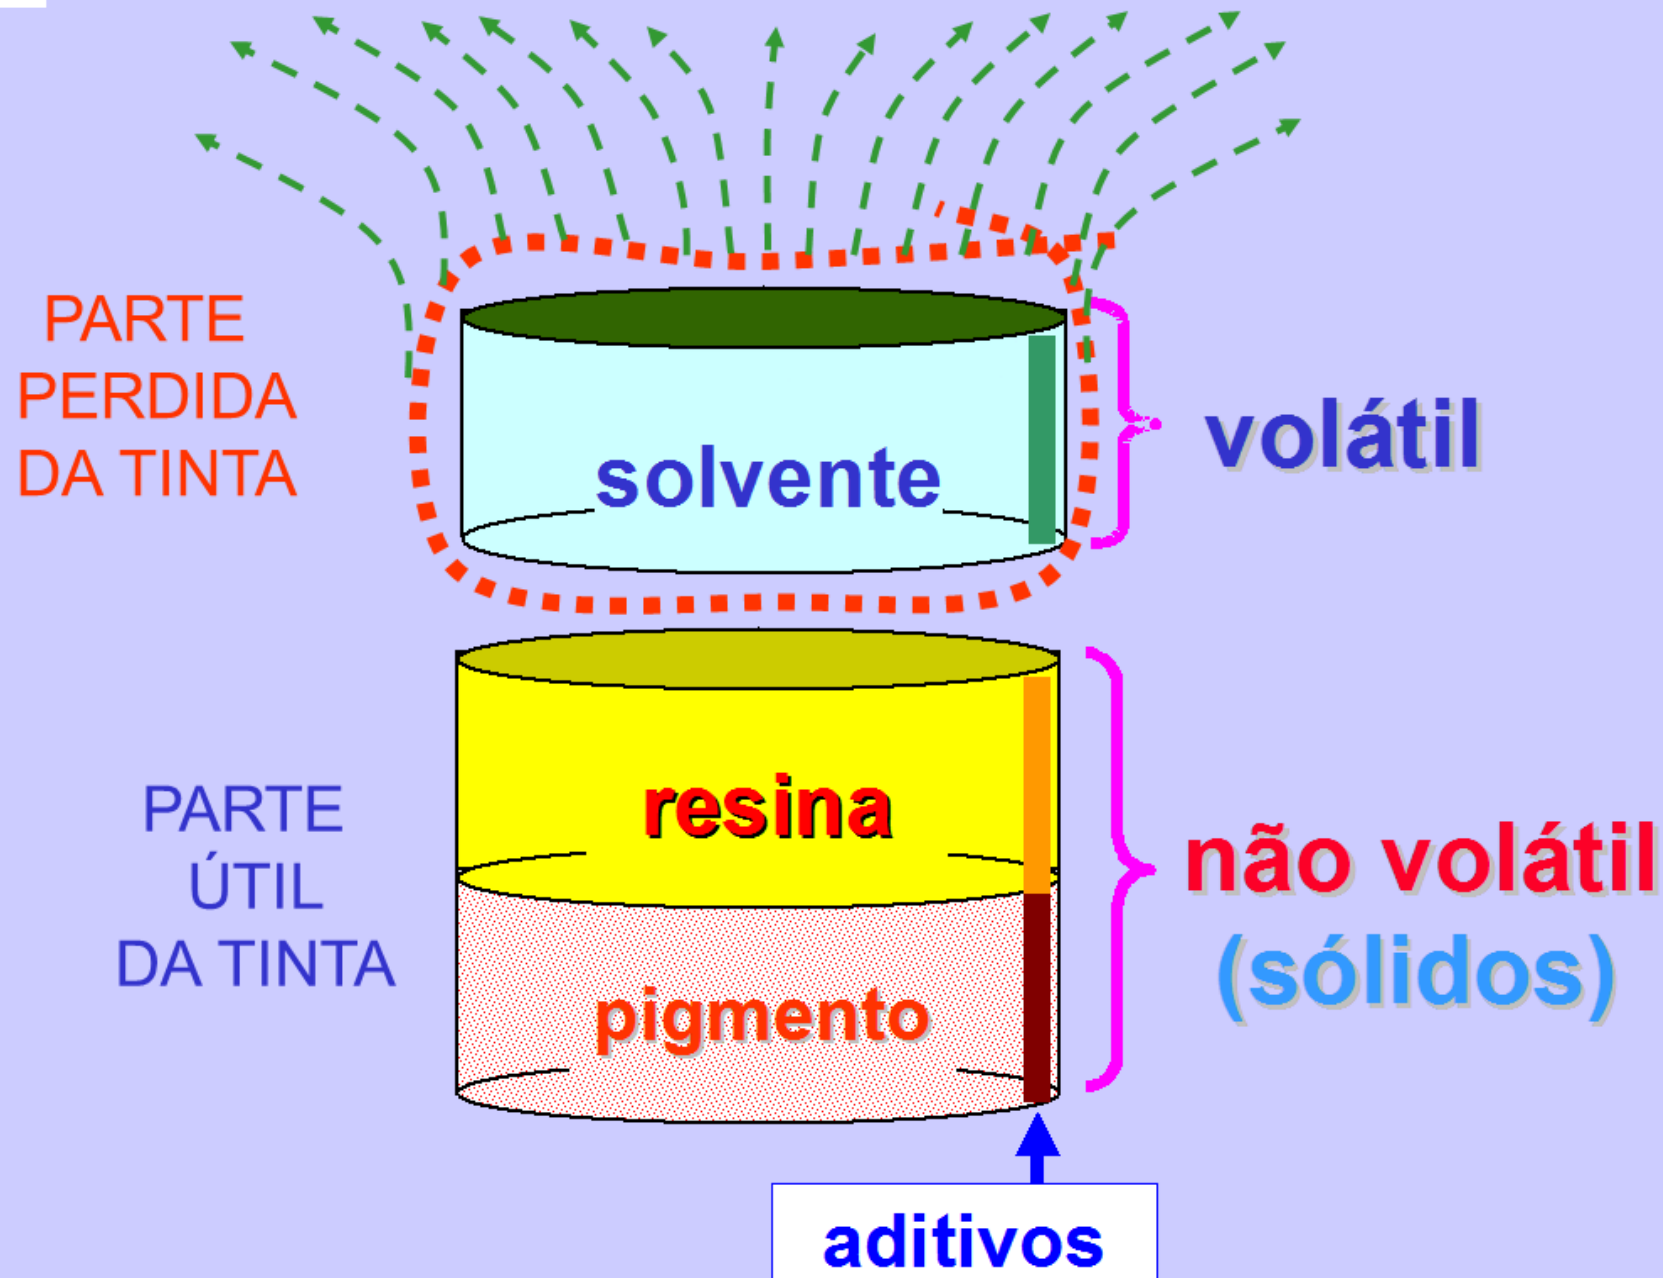 PARTE
PERDIDA
DA TINTA
solvente
volátil
resina
PARTE
ÚTIL
DA TINTA
não volátil
(sólidos)
pigmento
aditivos